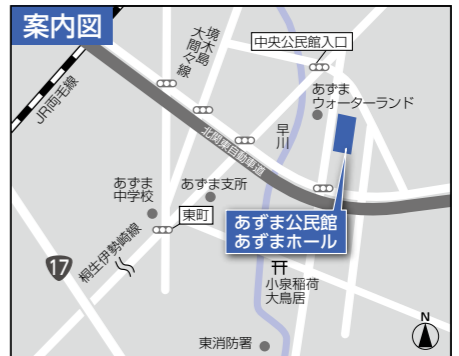 案内図
境木島
大間々線
中央公民館入口
JR両毛線
あずま
ウォーターランド
早川
北関東自動車道
あずま
中学校
あずま支所
東町
あずま公民館
あずまホール
桐生伊勢崎線
17
小泉稲荷
大鳥居
東消防署
N